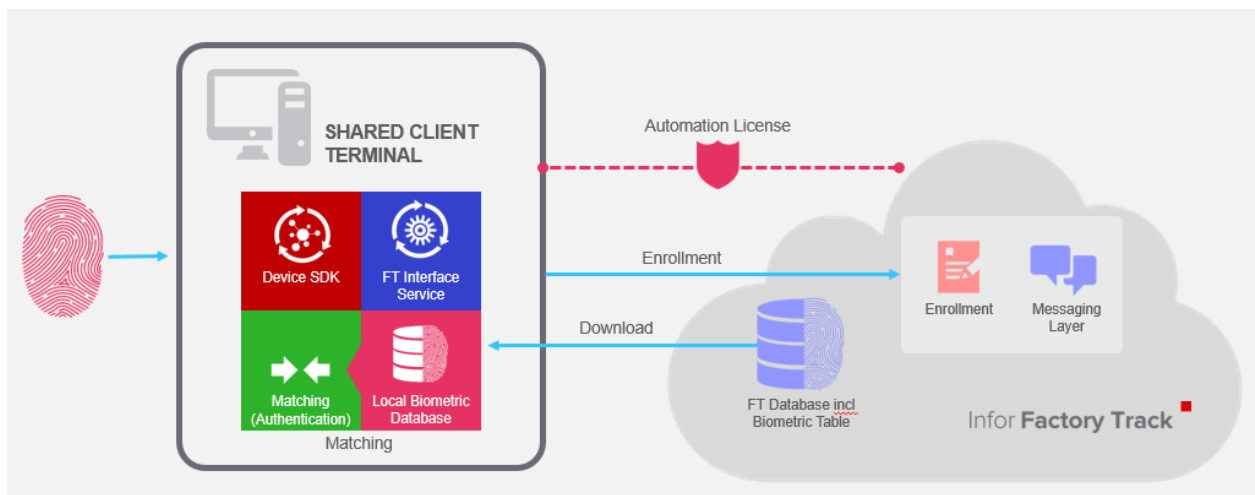 SHARED CLIENT
TERMINAL
Device SDK
FT Interface
Service
Matching
(Authentication)
Local Biometric
Database
Matching
Automation License
Enrollment
Download
Enrollment
Messaging
Layer
FT Database incl
Biometric Table
Infor Factory Track